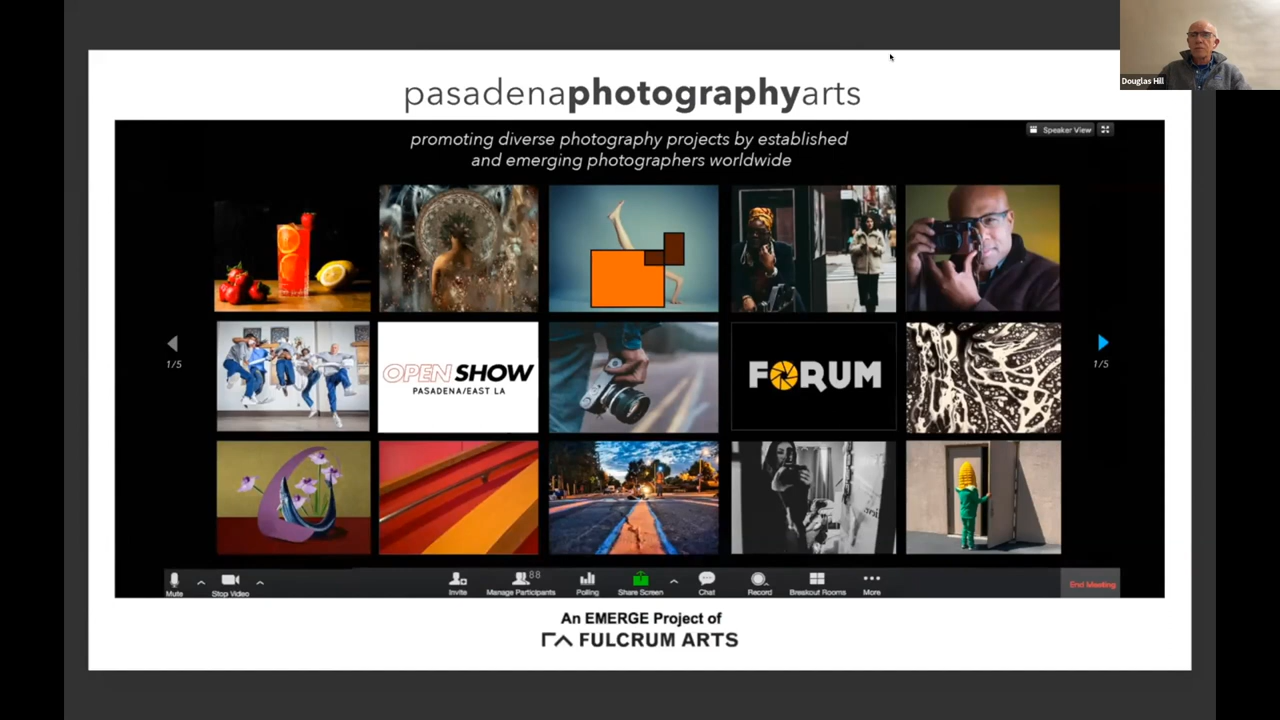 Douglas Hill
pasadenaphotographyarts
promoting diverse photography projects by established
and emerging photographers worldwide
Speaker View
OPEN SHOW
PASADENA/EAST LA
FORUM
1/5
1/5
88
Mute
Stop Video
Invite
Manage Participants
Polling
Share Screen
Chat
Record
Breakout Rooms
More
End Meeting
An EMERGE Project of
FULCRUM ARTS